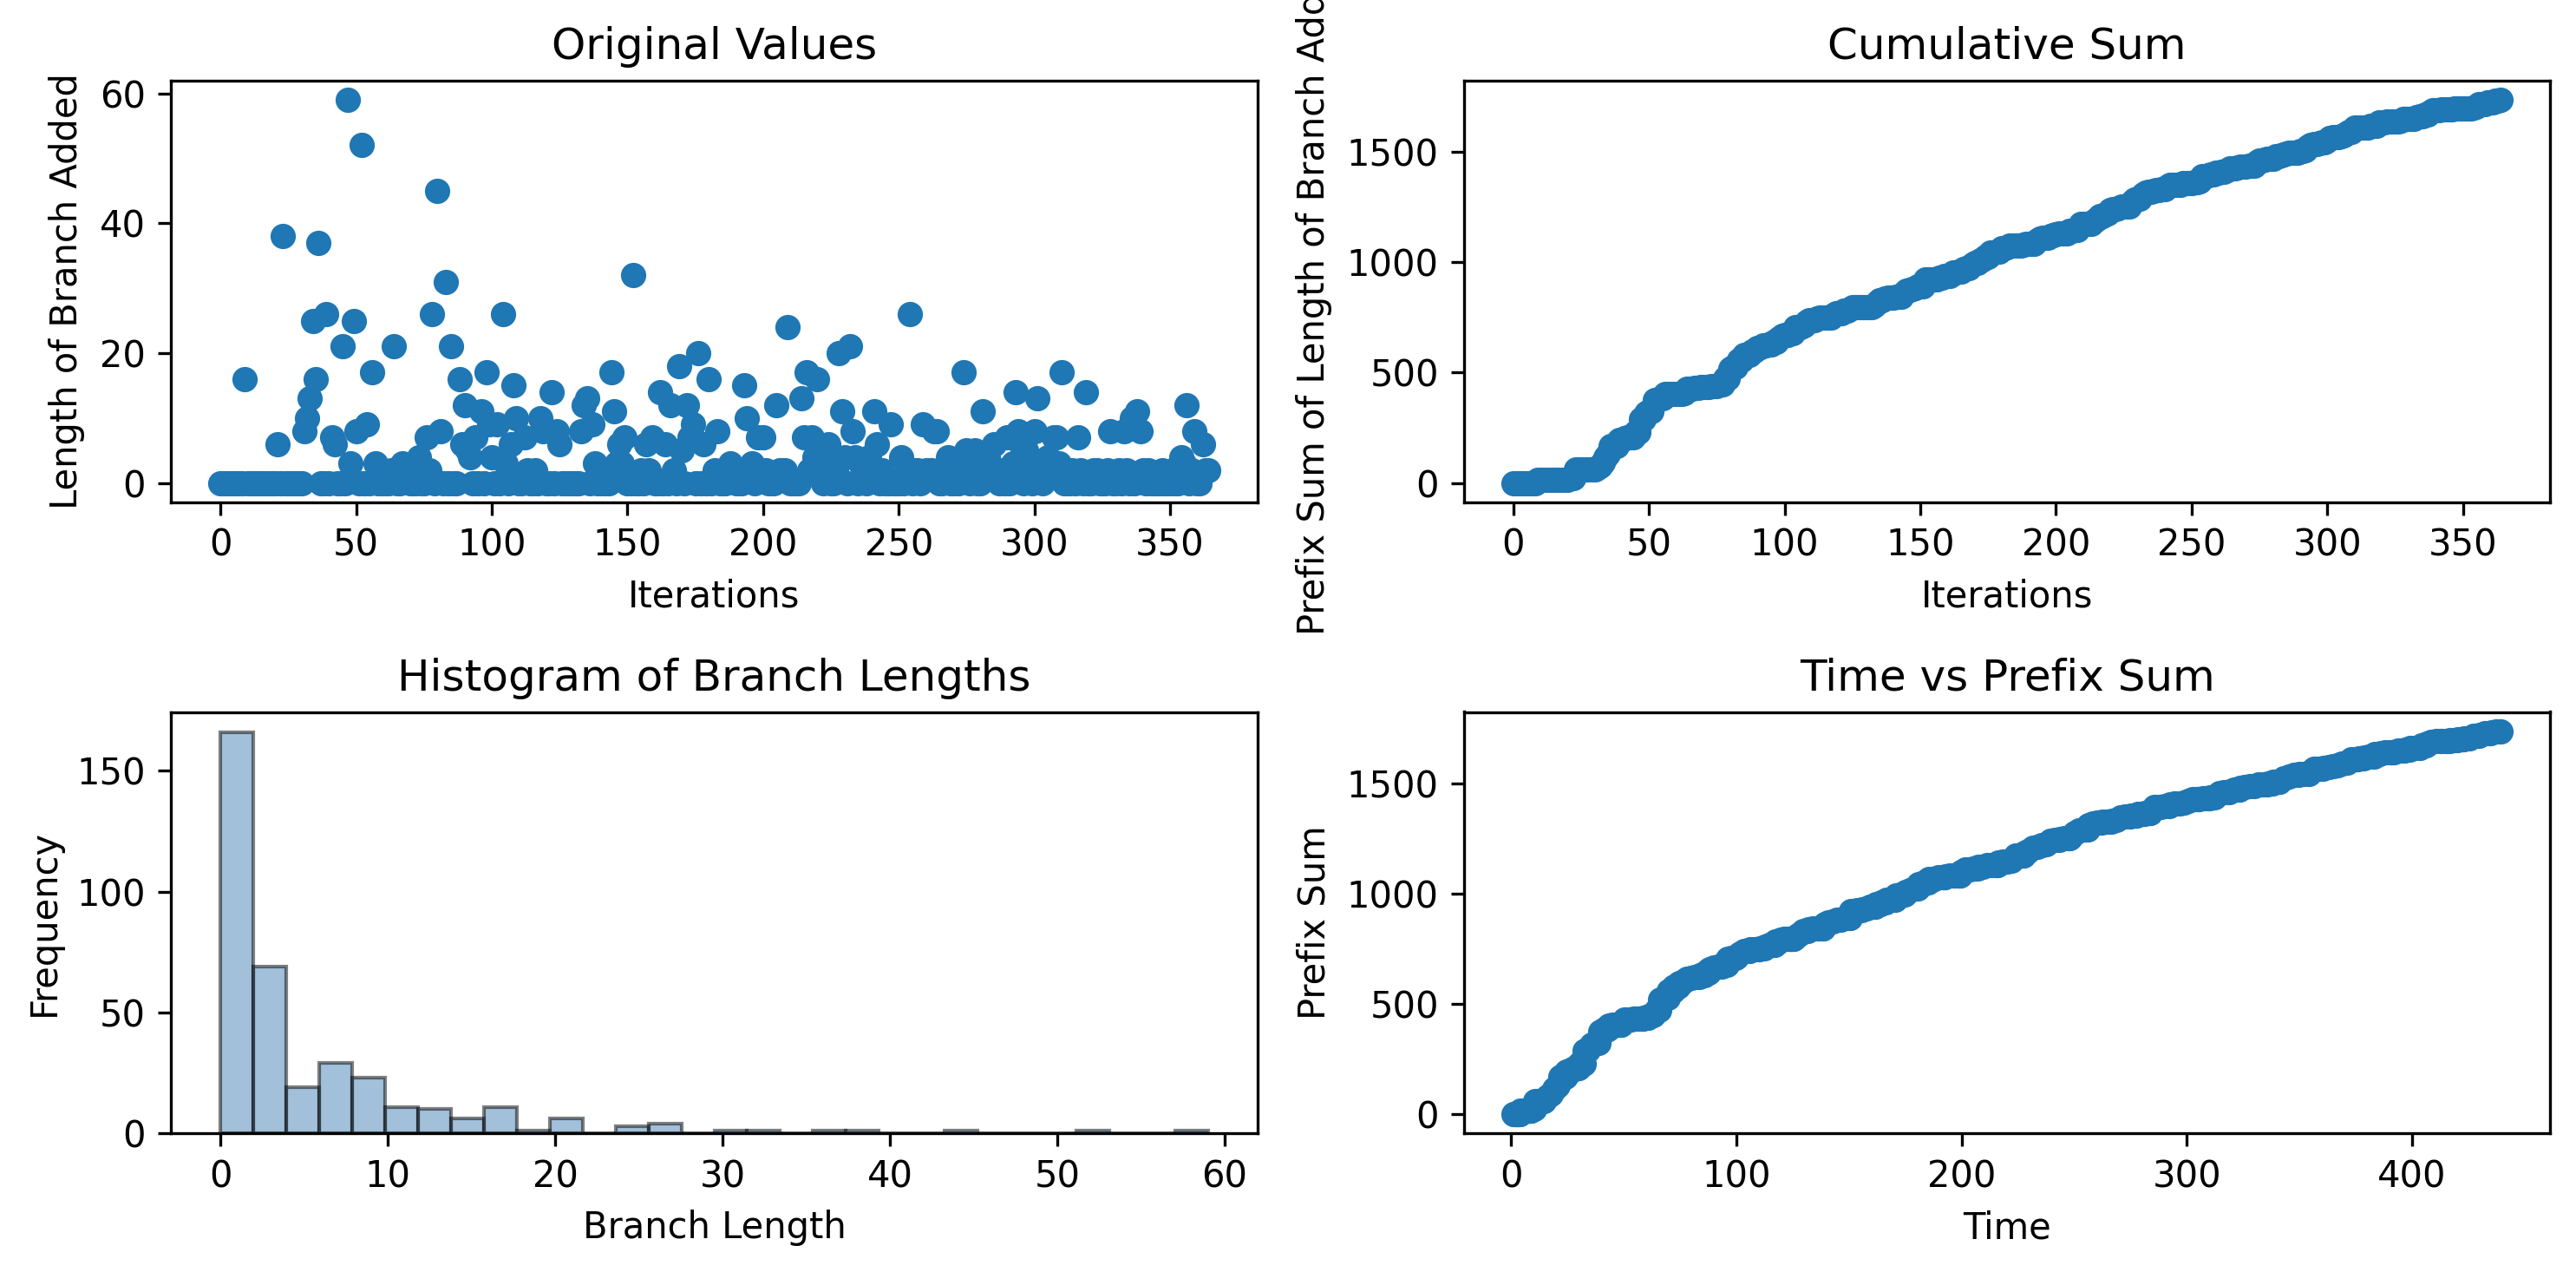 Original Values
Length of Branch Added
60
40
20
0
0 50 100 150 200 250 300 350
Iterations
Cumulative Sum
Prefix Sum of Length of Branch Add
1500
1000
500
0
0 50 100 150 200 250 300 350
Iterations
Histogram of Branch Lengths
Frequency
150
100
50
0
0 10 20 30 40 50 60
Branch Length
Time vs Prefix Sum
Prefix Sum
1500
1000
500
0
0 100 200 300 400
Time